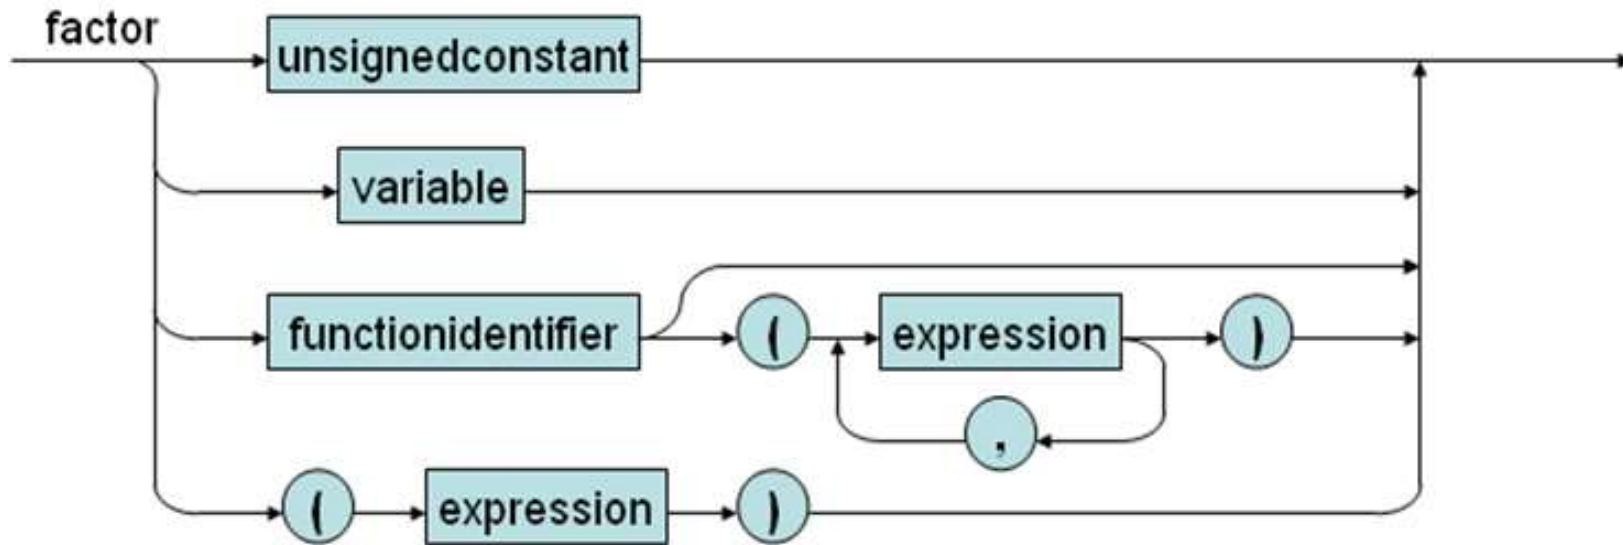 factor
unsignedconstant
variable
functionidentifier ( expression )
,
( expression )